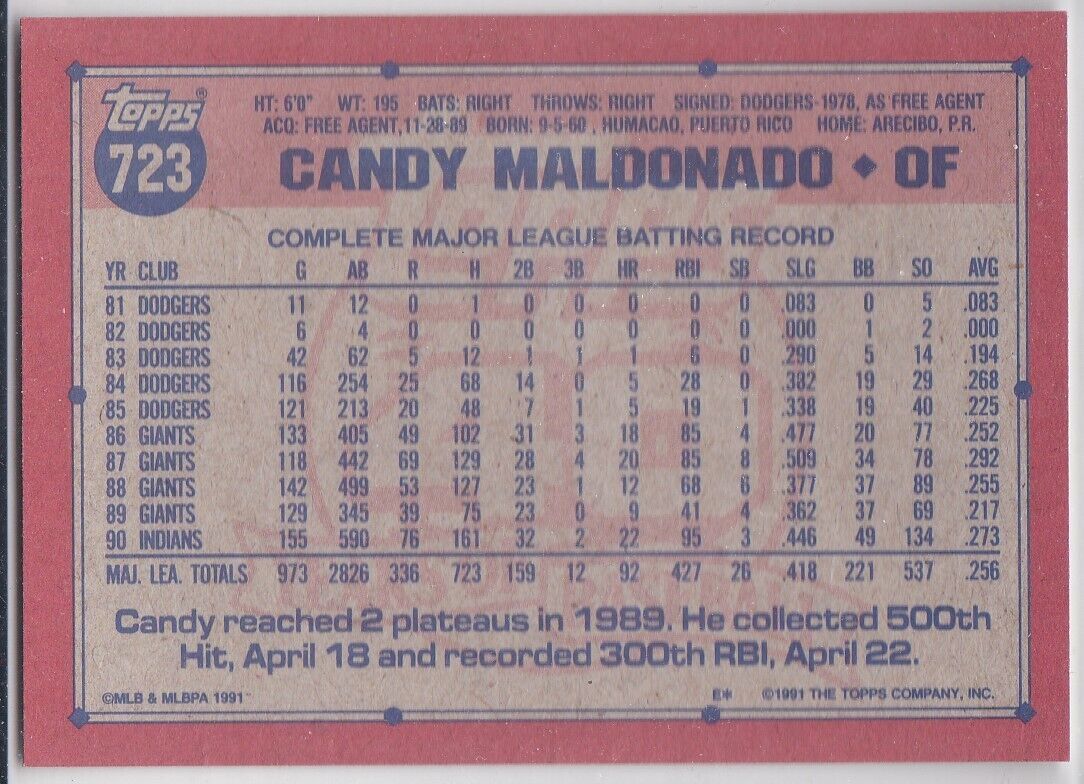 Topps®
723
HT: 6'0" WT: 195 BATS: RIGHT THROWS: RIGHT SIGNED: DODGERS-1978, AS FREE AGENT
ACQ: FREE AGENT,11-28-89 BORN: 9-5-60 , HUMACAO, PUERTO RICO HOME: ARECIBO, P.R.
CANDY MALDONADO ◆ OF
COMPLETE MAJOR LEAGUE BATTING RECORD
YR CLUB G AB R H 2B 3B HR RBI SB SLG BB SO AVG
81 DODGERS 11 12 0 1 0 0 0 0 0 .083 0 5 .083
82 DODGERS 6 4 0 0 0 0 0 0 0 .000 1 2 .000
83 DODGERS 42 62 5 12 1 1 1 6 0 .290 5 14 .194
84 DODGERS 116 254 25 68 14 0 5 28 0 .382 19 29 .268
85 DODGERS 121 213 20 48 7 1 5 19 1 .338 19 40 .225
86 GIANTS 133 405 49 102 31 3 18 85 4 .477 20 77 .252
87 GIANTS 118 442 69 129 28 4 20 85 8 .509 34 78 .292
88 GIANTS 142 499 53 127 23 1 12 68 6 .377 37 89 .255
89 GIANTS 129 345 39 75 23 0 9 41 4 .362 37 69 .217
90 INDIANS 155 590 76 161 32 2 22 95 3 .446 49 134 .273
MAJ. LEA. TOTALS 973 2826 336 723 159 12 92 427 26 .418 221 537 .256
Candy reached 2 plateaus in 1989. He collected 500th
Hit, April 18 and recorded 300th RBI, April 22.
©MLB & MLBPA 1991 E* ©1991 THE TOPPS COMPANY, INC.